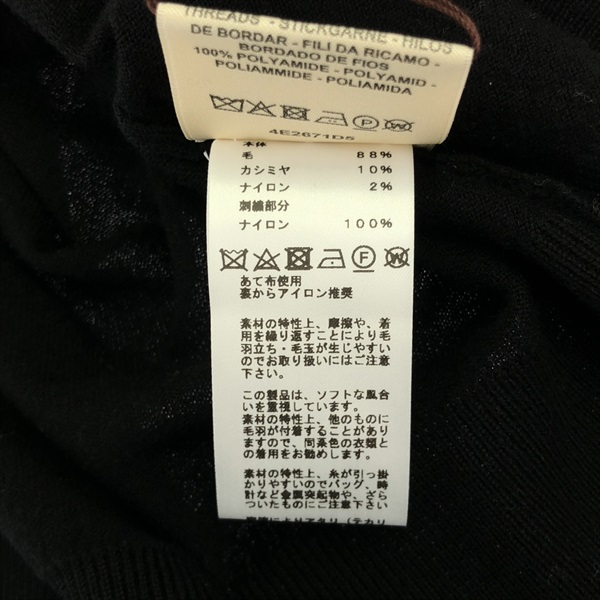 THREADS - STICKGARNE - HILOS
DE BORDAR - FILI DA RICAMO -
BORDADO DE FIOS
100% POLYAMIDE - POLYAMID -
POLIAMMIDE - POLIAMIDA
4E2671D5
本体
毛 88%
カシミヤ 10%
ナイロン 2%
刺繍部分
ナイロン 100%
F
あて布使用
裏からアイロン推奨
素材の特性上、摩擦や、着
用を繰り返すことにより毛
羽立ち・毛玉が生じやすい
のでお取り扱いにはご注意
下さい。
この製品は、ソフトな風合
いを重視しています。
素材の特性上、他のものに
毛羽が付着することがあり
ますので、同系色の衣類と
の着用をお勧めします。
素材の特性上、糸が引っ掛
かりやすいのでバッグ、時
計など金属突起物や、ざら
ついたものにご注意下さい。
摩擦によりアタリ（テカリ